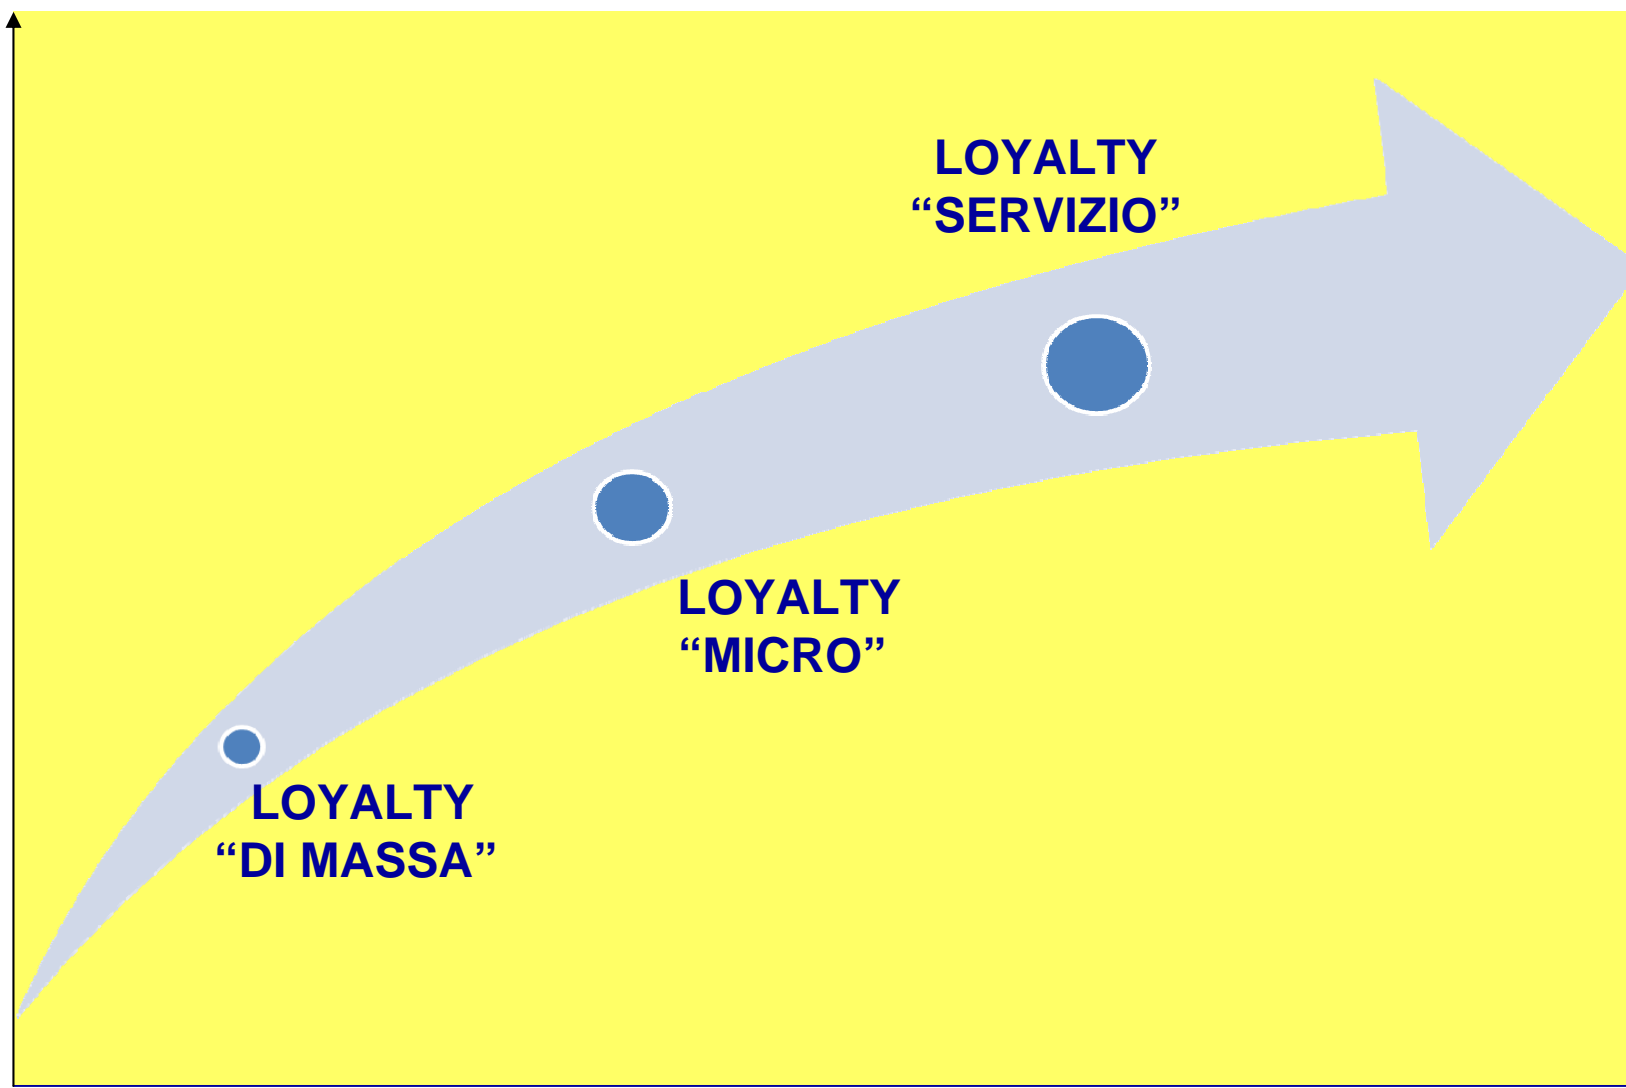 LOYALTY
“SERVIZIO”
LOYALTY
“MICRO”
LOYALTY
“DI MASSA”